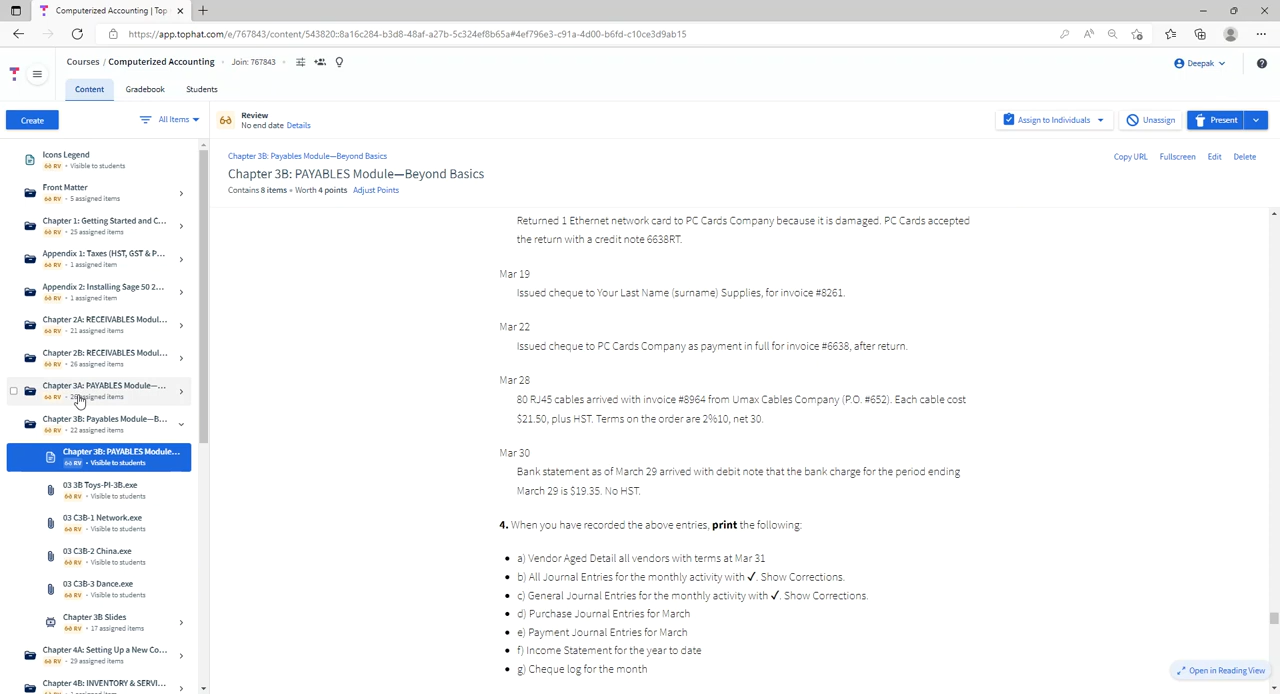 Computerized Accounting | Top
https://app.tophat.com/e/767843/content/543820::8a16c284-b3d8-48af-a27b-5c324ef8b65a#4ef796e3-c91a-4d00-b6fd-c10ce3d9ab15
Courses / Computerized Accounting · Join: 767843
Deepak
Content Gradebook Students
Create
All Items
Review
No end date Details
Assign to Individuals
Unassign
Present
Icons Legend
RV • Visible to students
Front Matter
RV • 5 assigned items
Chapter 1: Getting Started and C...
RV • 25 assigned items
Appendix 1: Taxes (HST, GST & P...
RV • 1 assigned item
Appendix 2: Installing Sage 50 2...
RV • 1 assigned item
Chapter 2A: RECEIVABLES Modul...
RV • 21 assigned items
Chapter 2B: RECEIVABLES Modul...
RV • 26 assigned items
Chapter 3A: PAYABLES Module—...
RV • assigned items
Chapter 3B: Payables Module—B...
RV • 22 assigned items
Chapter 3B: PAYABLES Module...
RV • Visible to students
03 3B Toys-PI-3B.exe
RV • Visible to students
03 C3B-1 Network.exe
RV • Visible to students
03 C3B-2 China.exe
RV • Visible to students
03 C3B-3 Dance.exe
RV • Visible to students
Chapter 3B Slides
RV • 17 assigned items
Chapter 4A: Setting Up a New Co...
RV • 29 assigned items
Chapter 4B: INVENTORY & SERVI...
Chapter 3B: Payables Module—Beyond Basics
Chapter 3B: PAYABLES Module—Beyond Basics
Contains 8 items • Worth 4 points Adjust Points
Copy URL Fullscreen Edit Delete
Returned 1 Ethernet network card to PC Cards Company because it is damaged. PC Cards accepted
the return with a credit note 6638RT.
Mar 19
Issued cheque to Your Last Name (surname) Supplies, for invoice #8261.
Mar 22
Issued cheque to PC Cards Company as payment in full for invoice #6638, after return.
Mar 28
80 RJ45 cables arrived with invoice #8964 from Umax Cables Company (P.O. #652). Each cable cost
$21.50, plus HST. Terms on the order are 2%10, net 30.
Mar 30
Bank statement as of March 29 arrived with debit note that the bank charge for the period ending
March 29 is $19.35. No HST.
4. When you have recorded the above entries, print the following:
• a) Vendor Aged Detail all vendors with terms at Mar 31
• b) All Journal Entries for the monthly activity with ✓. Show Corrections.
• c) General Journal Entries for the monthly activity with ✓. Show Corrections.
• d) Purchase Journal Entries for March
• e) Payment Journal Entries for March
• f) Income Statement for the year to date
• g) Cheque log for the month
Open in Reading View